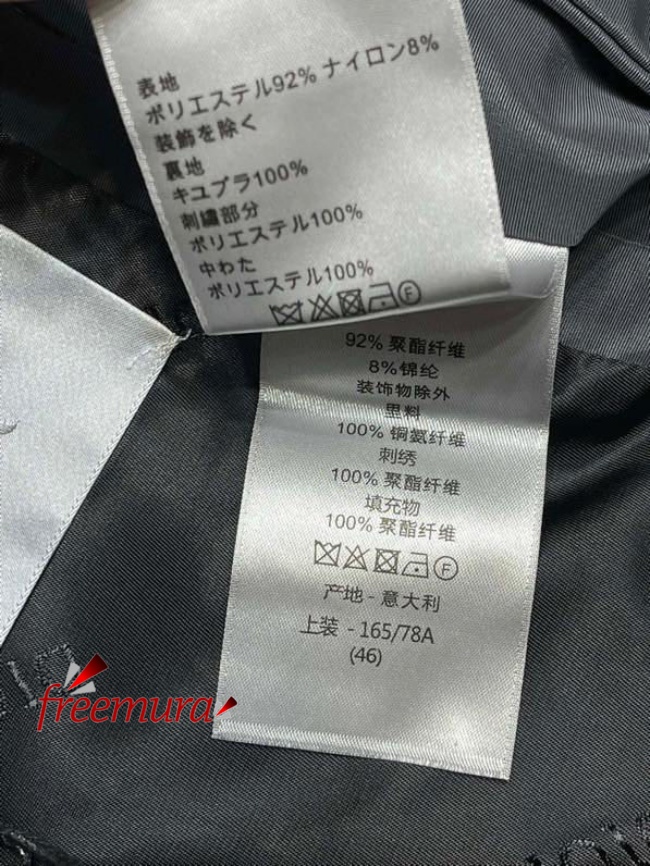 表地
ポリエステル92% ナイロン8%
装飾を除く
裏地
キュプラ100%
刺繍部分
ポリエステル100%
中わた
ポリエステル100%
F
92% 聚酯纤维
8%锦纶
装饰物除外
里料
100% 铜氨纤维
刺绣
100% 聚酯纤维
填充物
100% 聚酯纤维
F
产地 - 意大利
上装 - 165/78A
(46)
freemura